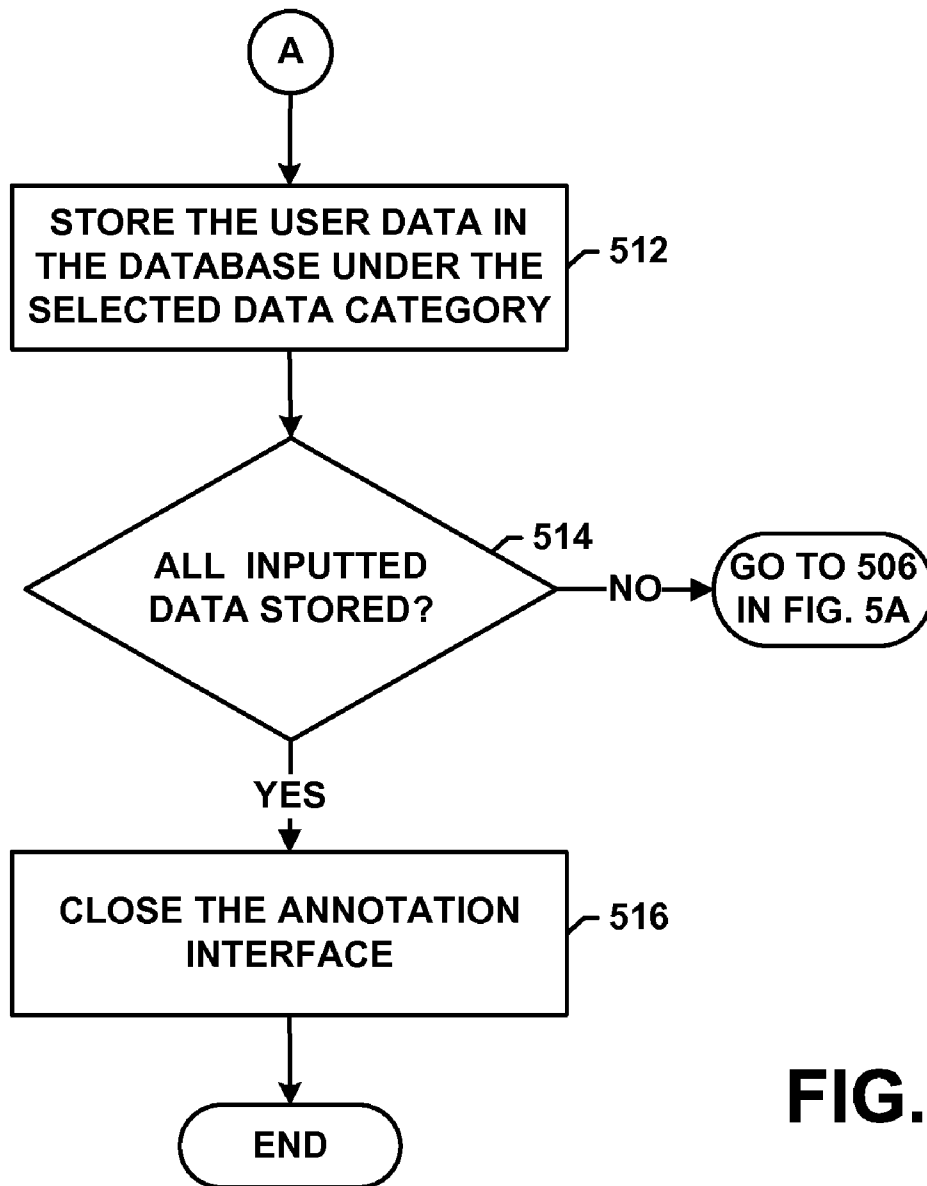 A
STORE THE USER DATA IN
THE DATABASE UNDER THE
SELECTED DATA CATEGORY
512
ALL INPUTTED
DATA STORED?
514
NO
GO TO 506
IN FIG. 5A
YES
CLOSE THE ANNOTATION
INTERFACE
516
END
FIG.